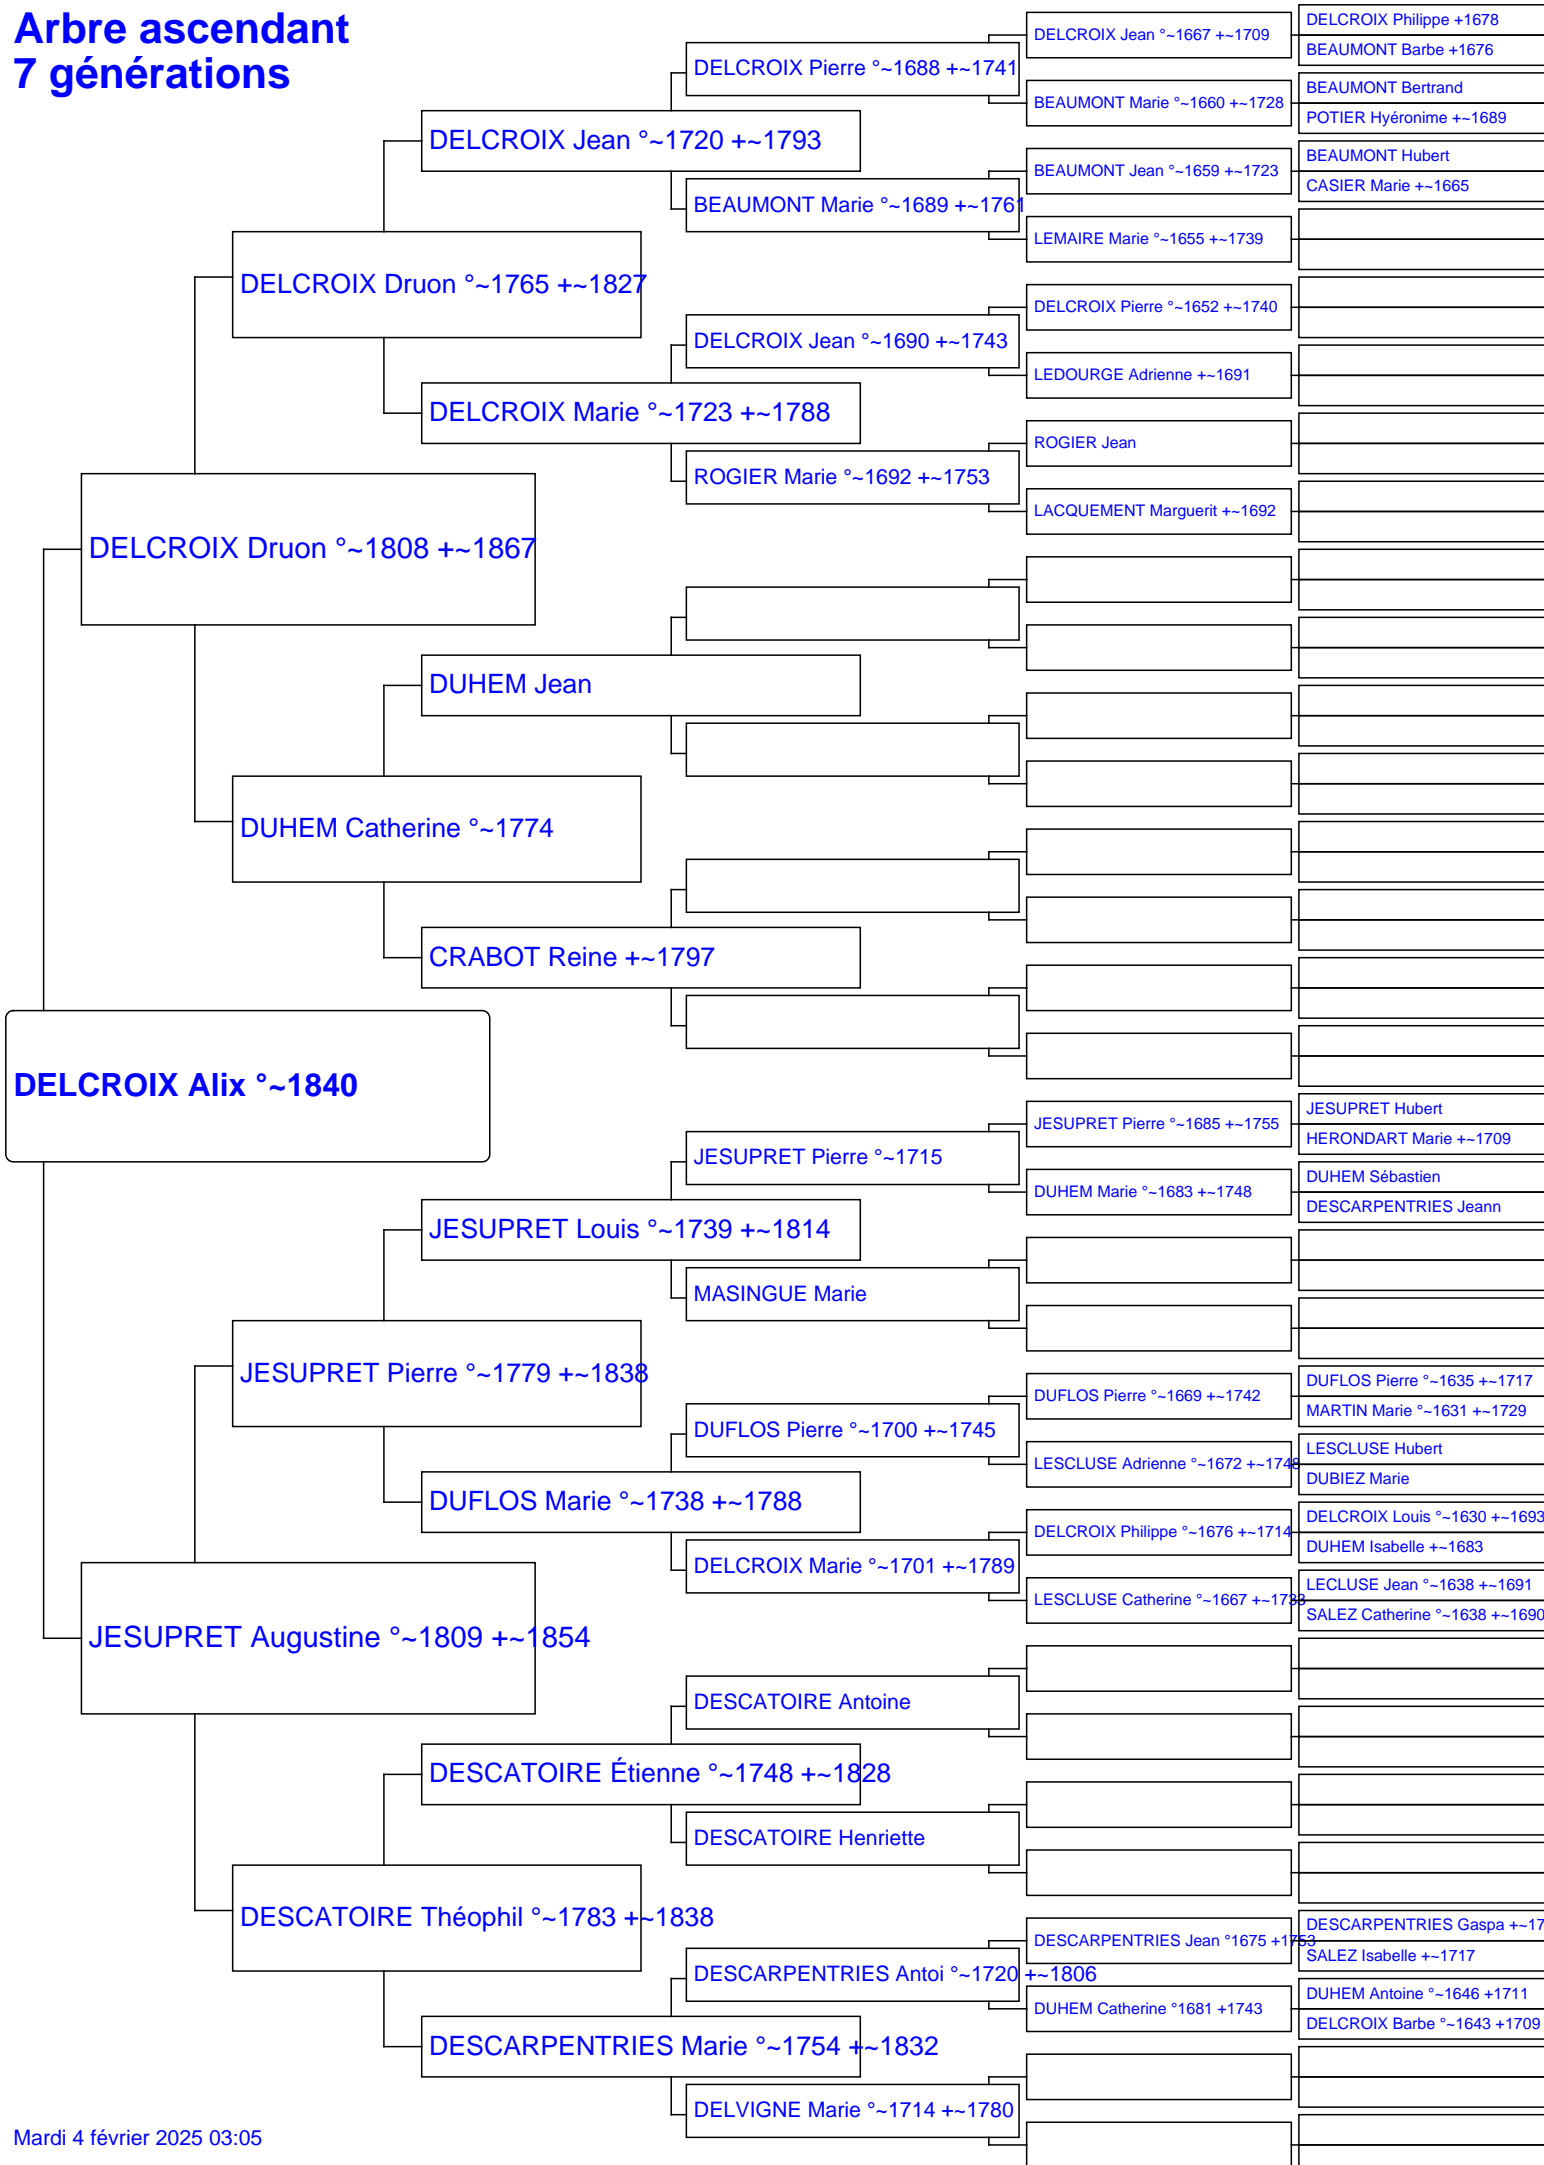 Arbre ascendant
7 générations
DELCROIX Alix °~1840
DELCROIX Druon °~1808 +~1867
JESUPRET Augustine °~1809 +~1854
DELCROIX Druon °~1765 +~1827
DUHEM Catherine °~1774
JESUPRET Pierre °~1779 +~1838
DESCATOIRE Théophil °~1783 +~1838
DELCROIX Jean °~1720 +~1793
DELCROIX Marie °~1723 +~1788
DUHEM Jean
CRABOT Reine +~1797
JESUPRET Louis °~1739 +~1814
DUFLOS Marie °~1738 +~1788
DESCATOIRE Étienne °~1748 +~1828
DESCARPENTRIES Marie °~1754 +~1832
DELCROIX Pierre °~1688 +~1741
BEAUMONT Marie °~1689 +~1761
DELCROIX Jean °~1690 +~1743
ROGIER Marie °~1692 +~1753
JESUPRET Pierre °~1715
MASINGUE Marie
DUFLOS Pierre °~1700 +~1745
DELCROIX Marie °~1701 +~1789
DESCATOIRE Antoine
DESCATOIRE Henriette
DESCARPENTRIES Antoi °~1720 +~1806
DELVIGNE Marie °~1714 +~1780
DELCROIX Jean °~1667 +~1709
BEAUMONT Marie °~1660 +~1728
BEAUMONT Jean °~1659 +~1723
LEMAIRE Marie °~1655 +~1739
DELCROIX Pierre °~1652 +~1740
LEDOURGE Adrienne +~1691
ROGIER Jean
LACQUEMENT Marguerit +~1692
JESUPRET Pierre °~1685 +~1755
DUHEM Marie °~1683 +~1748
DUFLOS Pierre °~1669 +~1742
LESCLUSE Adrienne °~1672 +~1748
DELCROIX Philippe °~1676 +~1714
LESCLUSE Catherine °~1667 +~1733
DESCARPENTRIES Jean °1675 +1753
DUHEM Catherine °1681 +1743
DELCROIX Philippe +1678
BEAUMONT Barbe +1676
BEAUMONT Bertrand
POTIER Hyéronime +~1689
BEAUMONT Hubert
CASIER Marie +~1665
JESUPRET Hubert
HERONDART Marie +~1709
DUHEM Sébastien
DESCARPENTRIES Jeann
DUFLOS Pierre °~1635 +~1717
MARTIN Marie °~1631 +~1729
LESCLUSE Hubert
DUBIEZ Marie
DELCROIX Louis °~1630 +~1693
DUHEM Isabelle +~1683
LECLUSE Jean °~1638 +~1691
SALEZ Catherine °~1638 +~1690
DESCARPENTRIES Gaspa +~17
SALEZ Isabelle +~1717
DUHEM Antoine °~1646 +1711
DELCROIX Barbe °~1643 +1709
Mardi 4 février 2025 03:05